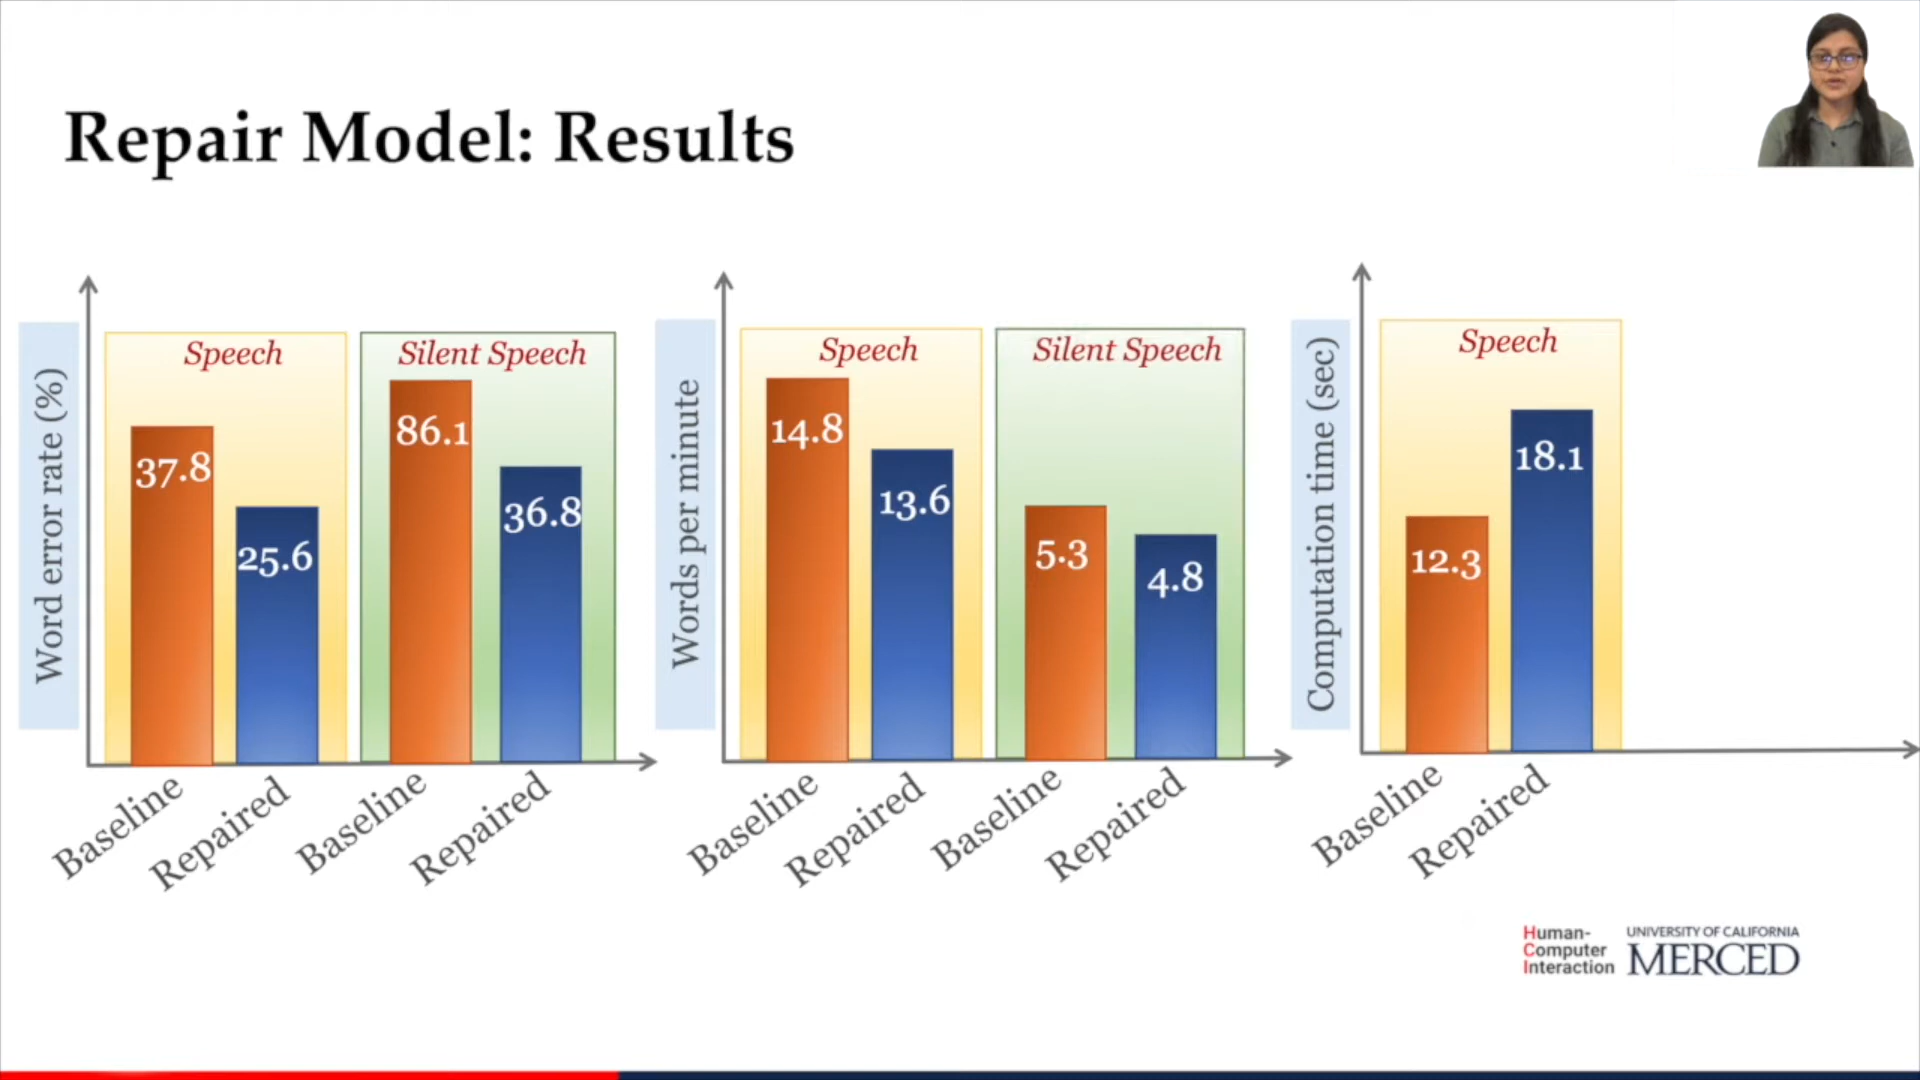 Repair Model: Results
Word error rate (%)
Speech
37.8
25.6
Silent Speech
86.1
36.8
Baseline
Repaired
Baseline
Repaired
Words per minute
Speech
14.8
13.6
Silent Speech
5.3
4.8
Baseline
Repaired
Baseline
Repaired
Computation time (sec)
Speech
12.3
18.1
Baseline
Repaired
Human-
Computer
Interaction
UNIVERSITY OF CALIFORNIA
MERCED